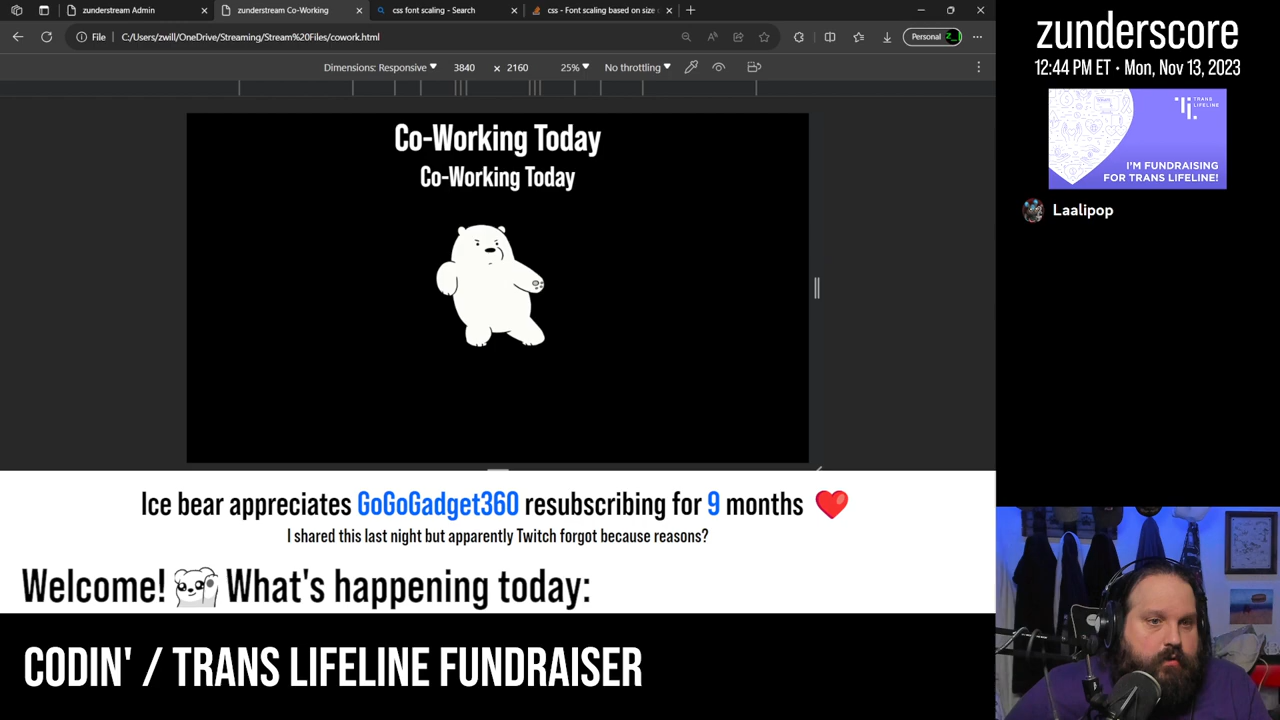 zunderstream Admin
zunderstream Co-Working
css font scaling - Search
css - Font scaling based on size c
File
C:/Users/zwill/OneDrive/Streaming/Stream%20Files/cowork.html
Personal
Dimensions: Responsive
3840 × 2160
25%
No throttling
Co-Working Today
Co-Working Today
Ice bear appreciates GoGoGadget360 resubscribing for 9 months
I shared this last night but apparently Twitch forgot because reasons?
Welcome! What's happening today:
CODIN' / TRANS LIFELINE FUNDRAISER
zunderscore
12:44 PM ET • Mon, Nov 13, 2023
TRANS
LIFELINE
I'M FUNDRAISING
FOR TRANS LIFELINE!
Laalipop